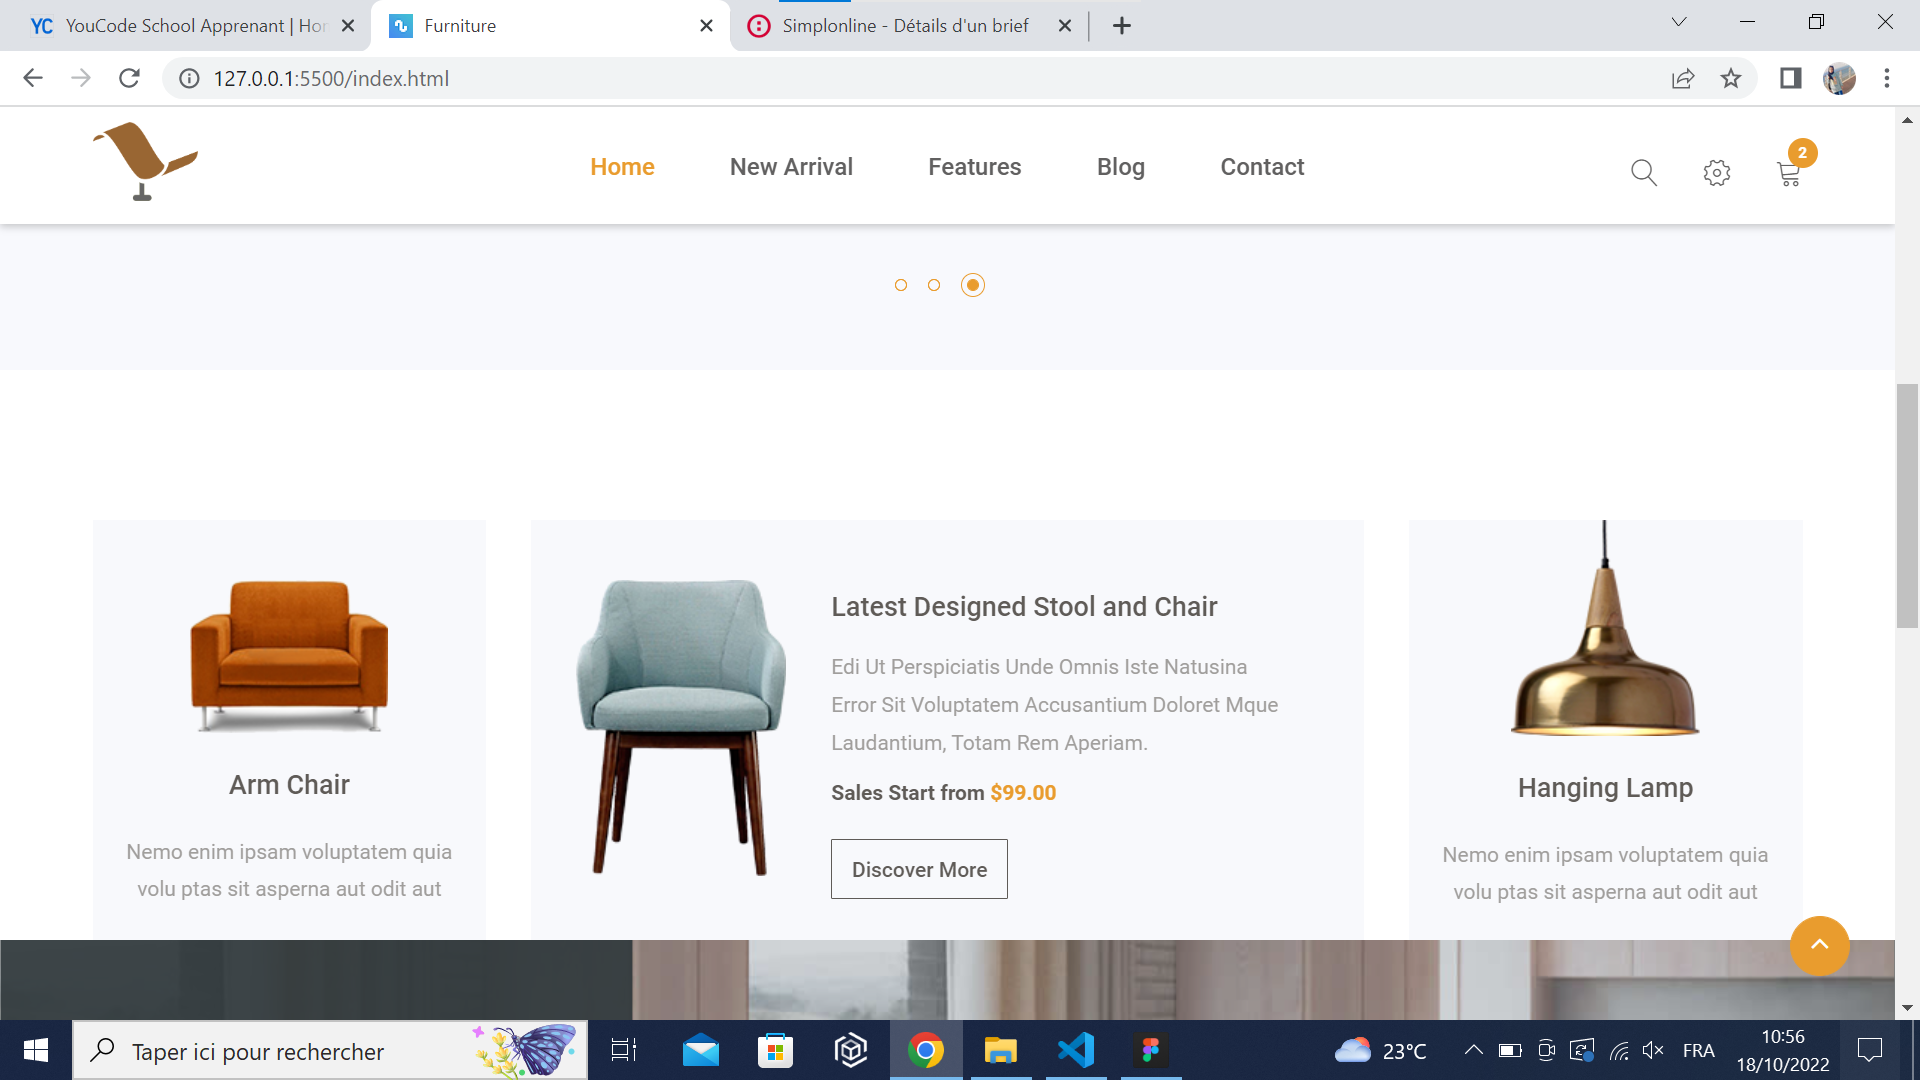 YC YouCode School Apprenant | Hor
Furniture
Simplonline - Détails d'un brief
127.0.0.1:5500/index.html
Home
New Arrival
Features
Blog
Contact
2
Arm Chair
Nemo enim ipsam voluptatem quia
volu ptas sit asperna aut odit aut
Latest Designed Stool and Chair
Edi Ut Perspiciatis Unde Omnis Iste Natusina
Error Sit Voluptatem Accusantium Doloret Mque
Laudantium, Totam Rem Aperiam.
Sales Start from $99.00
Discover More
Hanging Lamp
Nemo enim ipsam voluptatem quia
volu ptas sit asperna aut odit aut
Taper ici pour rechercher
23°C
FRA
10:56
18/10/2022